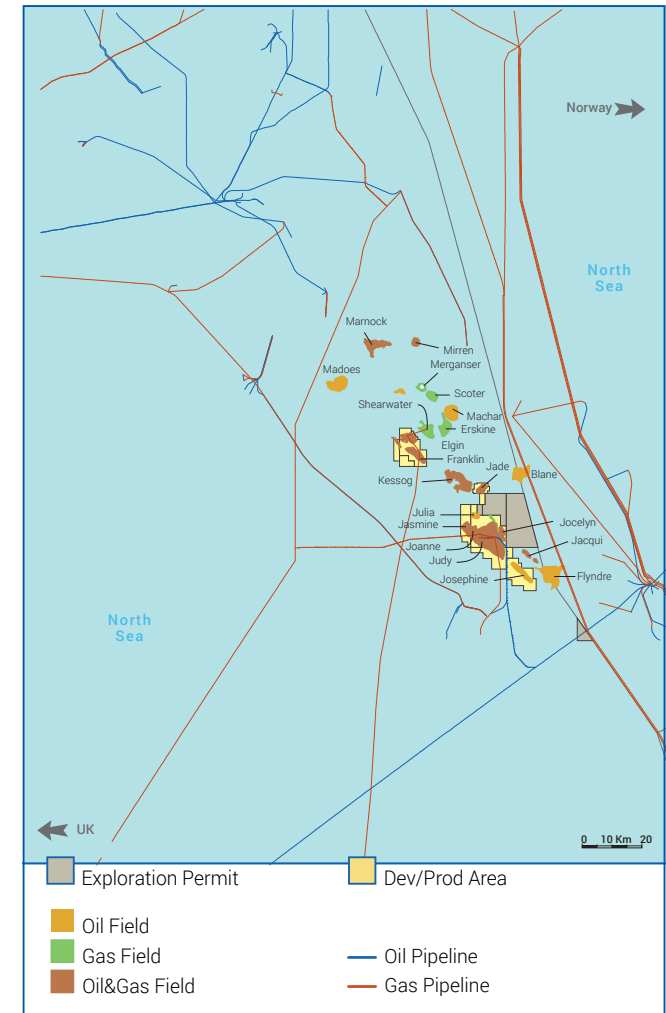 Norway
North
Sea
Marnock
Mirren
Merganser
Madoes
Scoter
Shearwater
Machar
Erskine
Elgin
Franklin
Jade
Kessog
Blane
Julia
Jasmine
Jocelyn
Joanne
Jacqui
Judy
Josephine
Flyndre
North
Sea
UK
0 10 Km 20
Exploration Permit
Dev/Prod Area
Oil Field
Gas Field
Oil Pipeline
Oil&Gas Field
Gas Pipeline